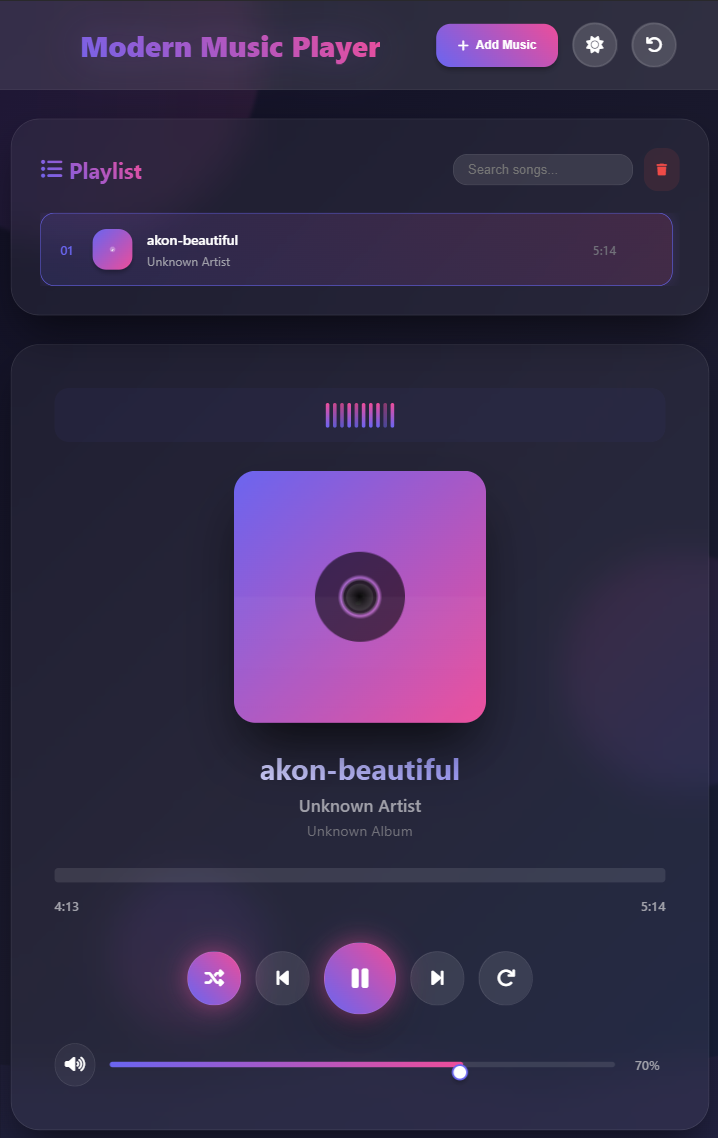 Modern Music Player
Add Music
Playlist
Search songs...
01
akon-beautiful
Unknown Artist
5:14
akon-beautiful
Unknown Artist
Unknown Album
4:13
5:14
70%